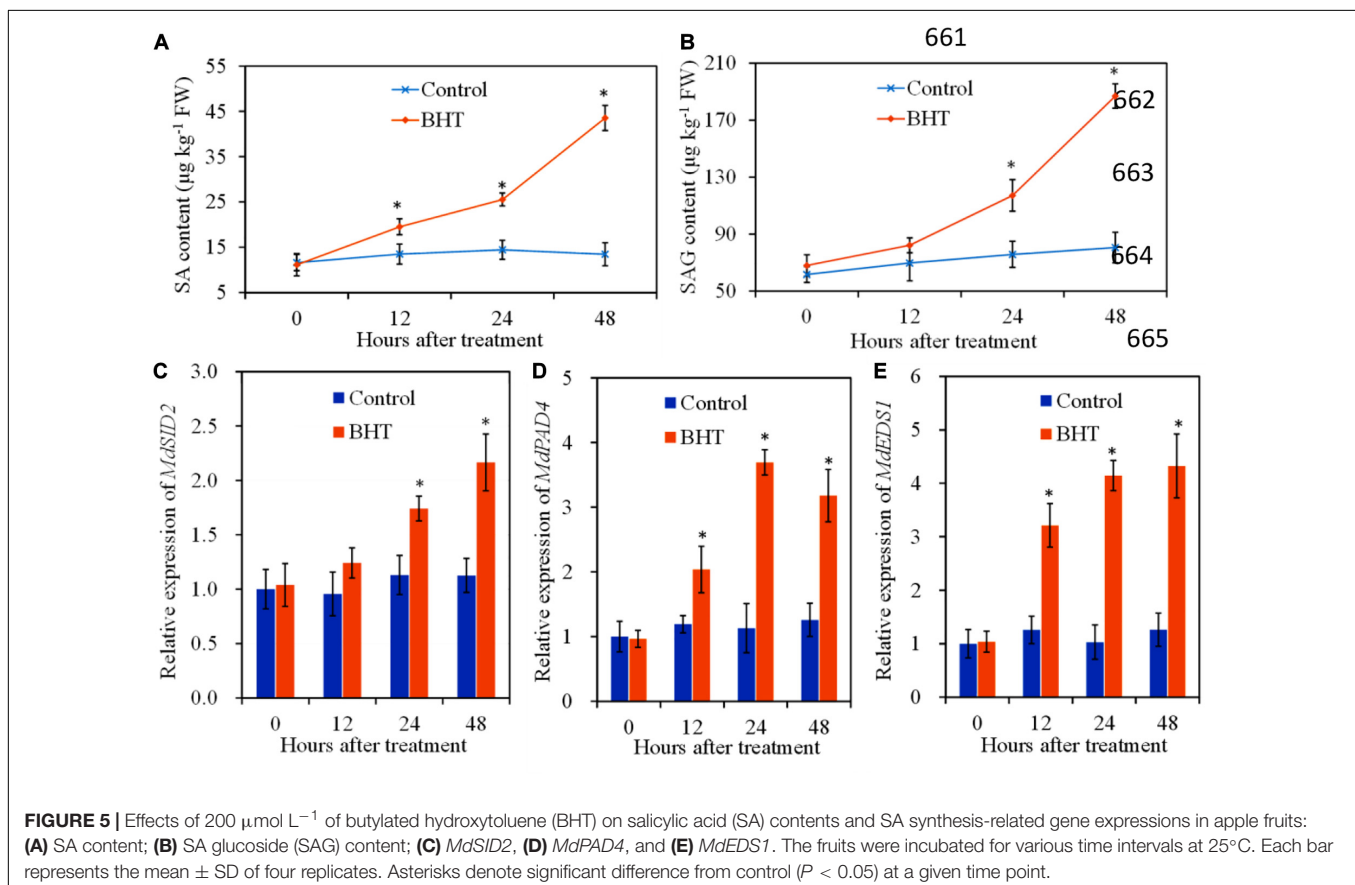 A
SA content (µg kg⁻¹ FW)
55
45
35
25
15
5
Control
BHT
*
*
*
0 12 24 48
Hours after treatment
B
661
SAG content (µg kg⁻¹ FW)
210
170
130
90
50
Control
BHT
*
*
662
663
664
0 12 24 48
Hours after treatment
665
C
Relative expression of MdSID2
3.0
2.5
2.0
1.5
1.0
0.5
0.0
Control
BHT
*
*
0 12 24 48
Hours after treatment
D
Relative expression of MdPAD4
5
4
3
2
1
0
Control
BHT
*
*
*
0 12 24 48
Hours after treatment
E
Relative expression of MdEDS1
6
5
4
3
2
1
0
Control
BHT
*
*
*
0 12 24 48
Hours after treatment
FIGURE 5 | Effects of 200 µmol L⁻¹ of butylated hydroxytoluene (BHT) on salicylic acid (SA) contents and SA synthesis-related gene expressions in apple fruits:
(A) SA content; (B) SA glucoside (SAG) content; (C) MdSID2, (D) MdPAD4, and (E) MdEDS1. The fruits were incubated for various time intervals at 25°C. Each bar
represents the mean ± SD of four replicates. Asterisks denote significant difference from control (P < 0.05) at a given time point.